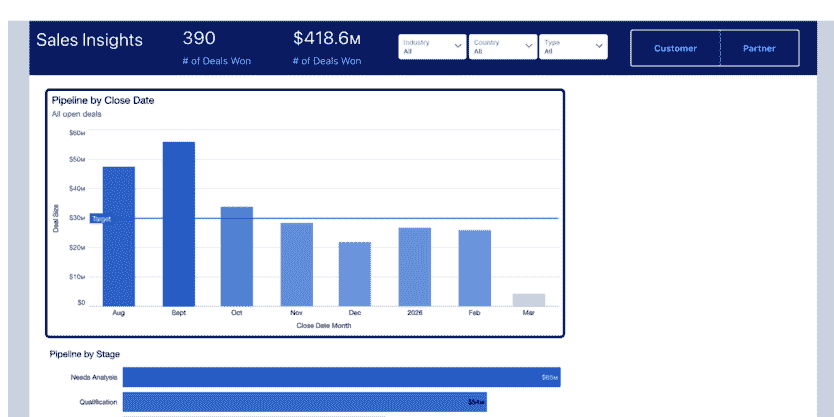 Sales Insights
390
# of Deals Won
$418.6M
# of Deals Won
Industry
All
Country
All
Type
All
Customer
Partner
Pipeline by Close Date
All open deals
$60M
$50M
$40M
$30M
$20M
$10M
$0
Deal Size
Target
Aug Sept Oct Nov Dec 2026 Feb Mar
Close Date Month
Pipeline by Stage
Needs Analysis $65M
Qualification $54M